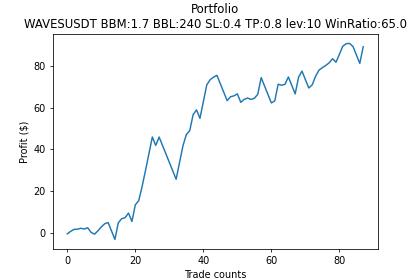 Portfolio
WAVESUSDT BBM:1.7 BBL:240 SL:0.4 TP:0.8 lev:10 WinRatio:65.0
Profit ($)
80
60
40
20
0
0 20 40 60 80
Trade counts